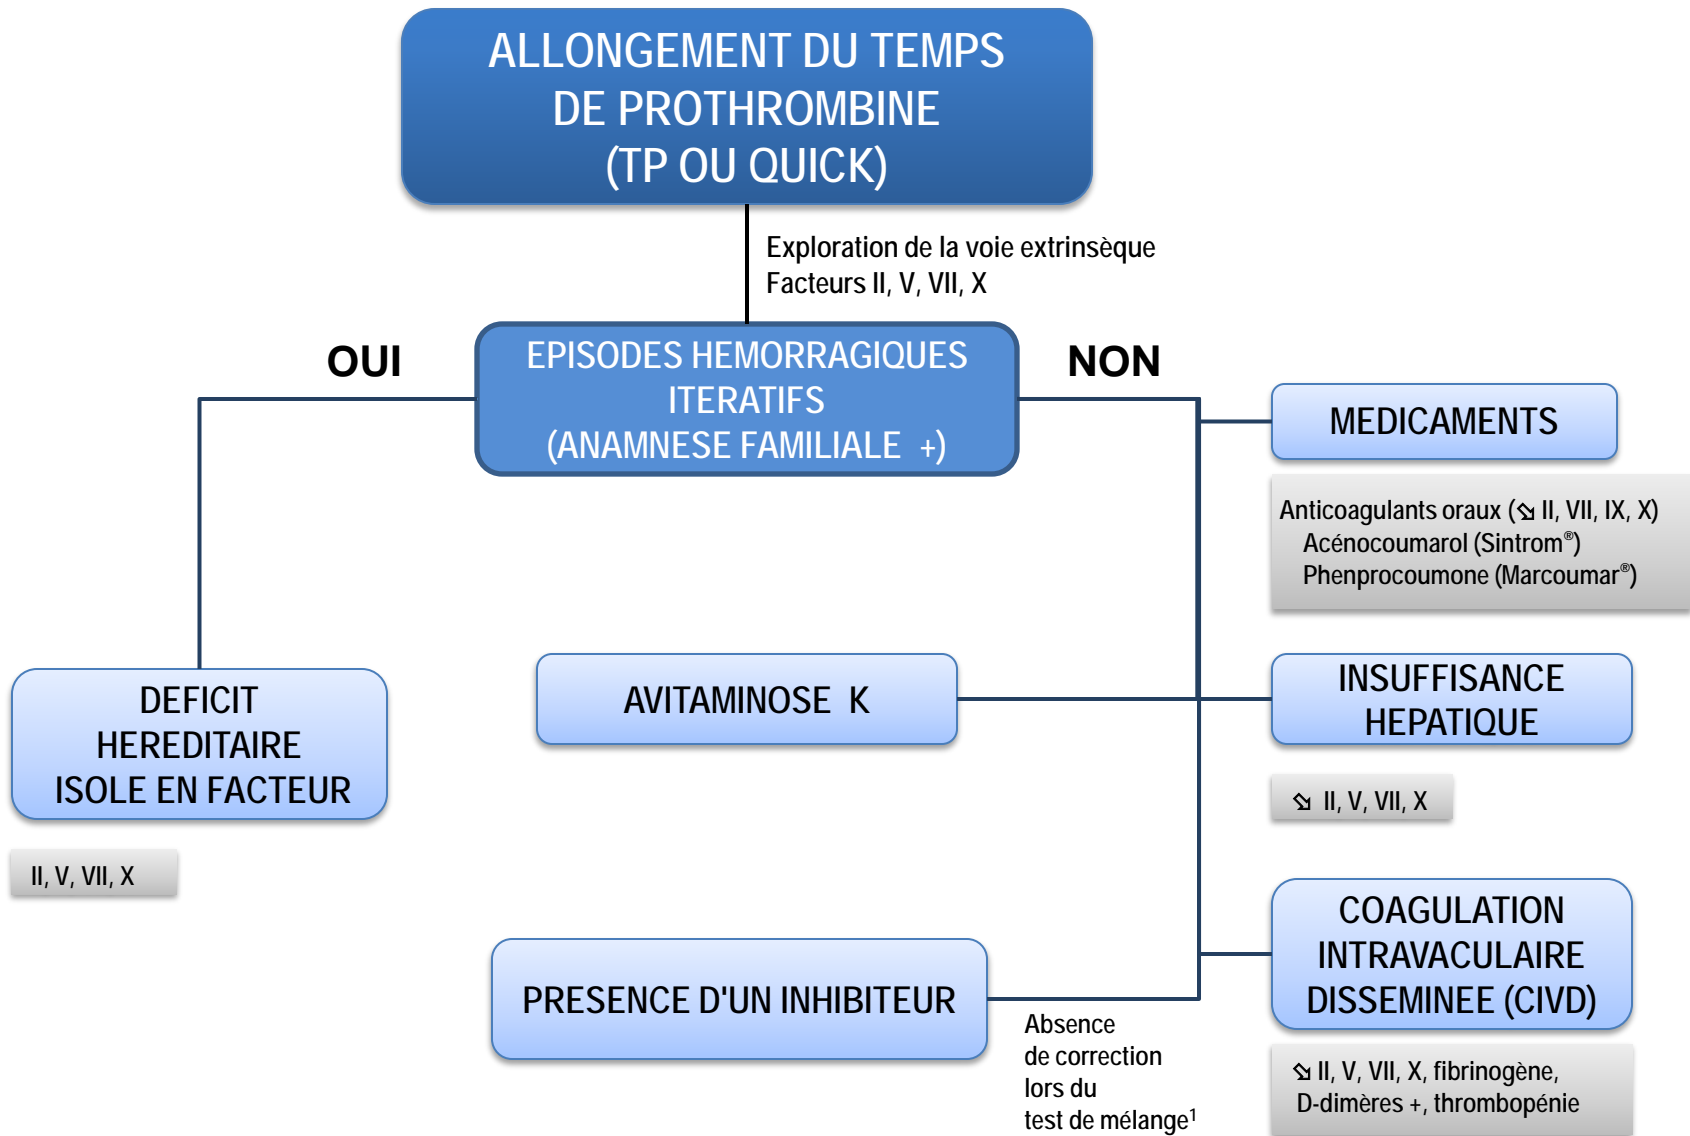 ALLONGEMENT DU TEMPS
DE PROTHROMBINE
(TP OU QUICK)
Exploration de la voie extrinsèque
Facteurs II, V, VII, X
OUI
EPISODES HEMORRAGIQUES
ITERATIFS
(ANAMNESE FAMILIALE +)
NON
MEDICAMENTS
Anticoagulants oraux (⇘ II, VII, IX, X)
Acénocoumarol (Sintrom®)
Phenprocoumone (Marcoumar®)
DEFICIT
HEREDITAIRE
ISOLE EN FACTEUR
II, V, VII, X
AVITAMINOSE K
INSUFFISANCE
HEPATIQUE
⇘ II, V, VII, X
PRESENCE D'UN INHIBITEUR
Absence
de correction
lors du
test de mélange¹
COAGULATION
INTRAVACULAIRE
DISSEMINEE (CIVD)
⇘ II, V, VII, X, fibrinogène,
D-dimères +, thrombopénie